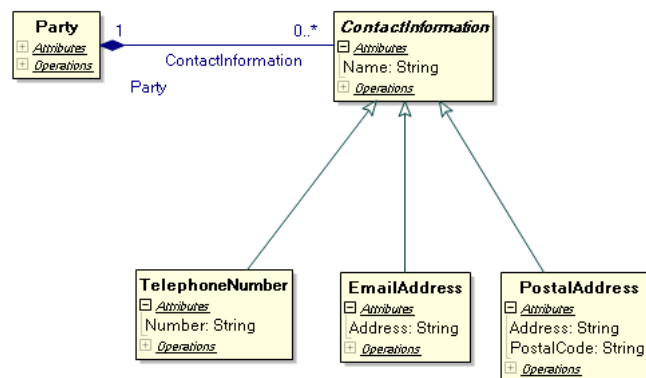 Party
Attributes
Operations
1
0..*
ContactInformation
Party
ContactInformation
Attributes
Name: String
Operations
TelephoneNumber
Attributes
Number: String
Operations
EmailAddress
Attributes
Address: String
Operations
PostalAddress
Attributes
Address: String
PostalCode: String
Operations